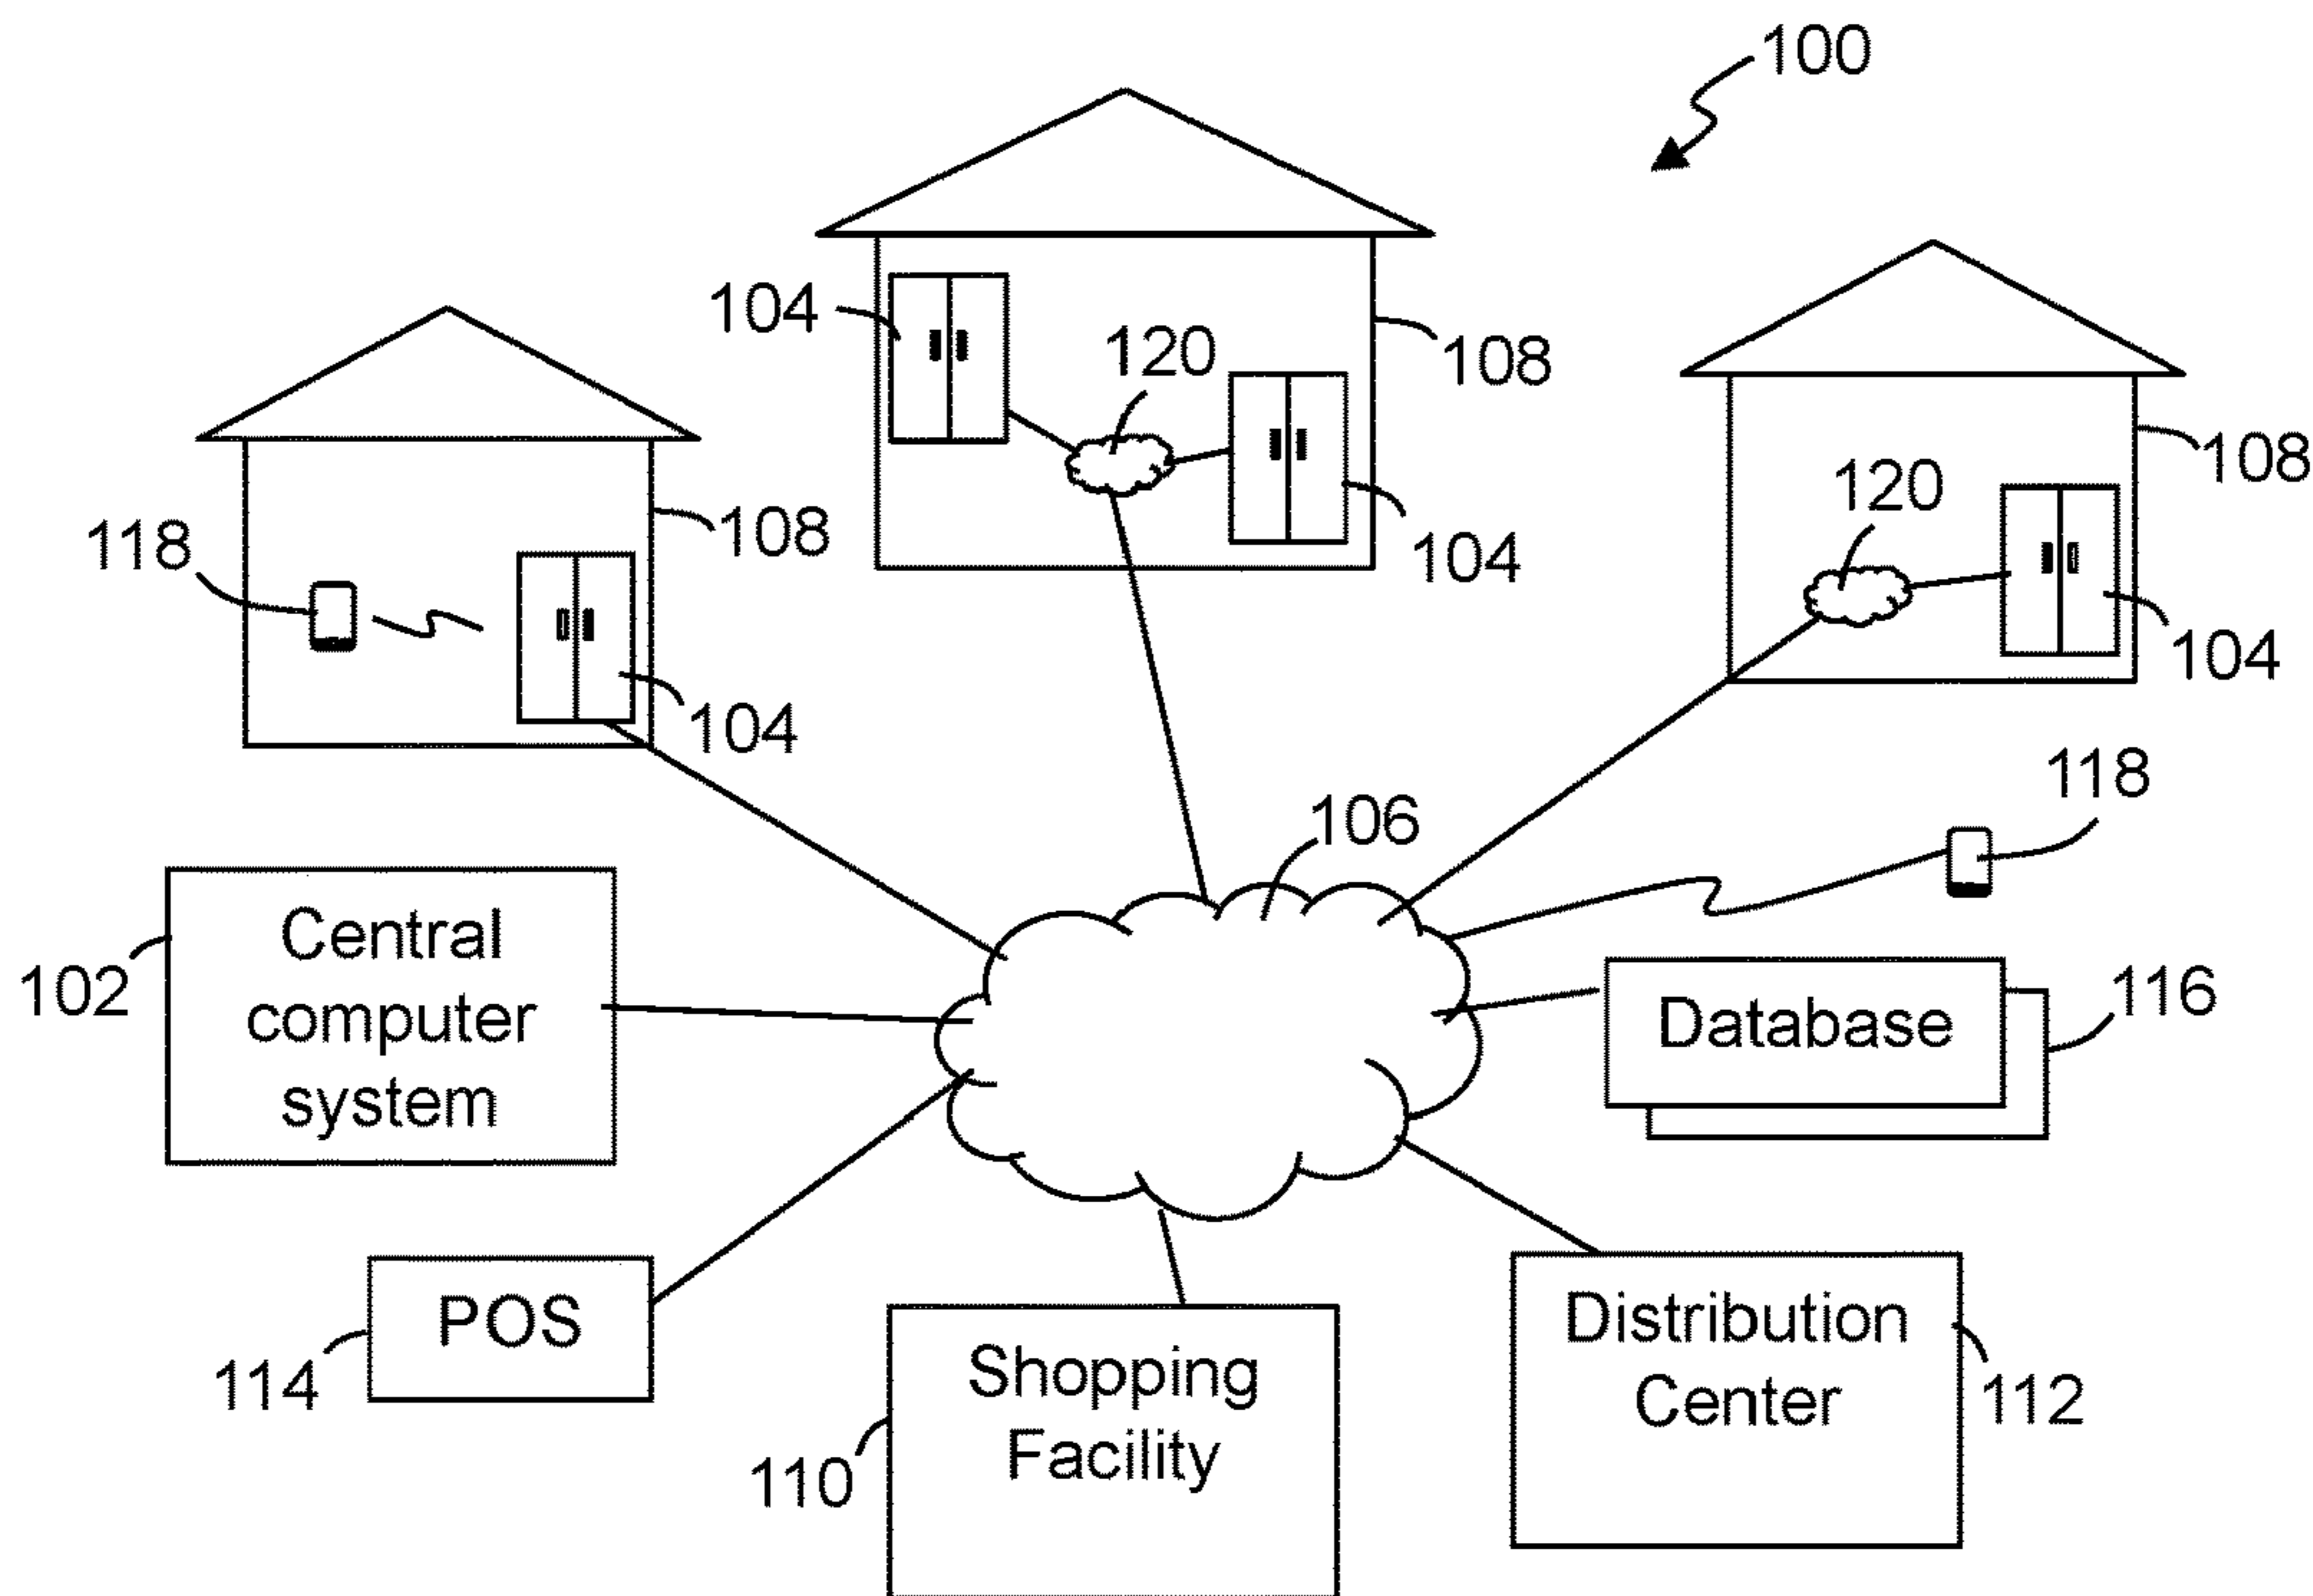 100
104
120
108
108
120
118
108
104
104
104
118
106
102
Central
computer
system
Database
116
POS
114
Shopping
Facility
110
Distribution
Center
112